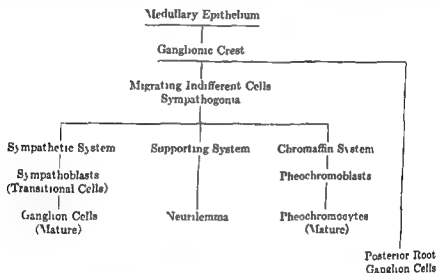 Medullary Epithelium
Ganglionic Crest
Migrating Indifferent Cells
Sympathogonia
Sympathetic System
Supporting System
Chromaffin System
Sympathoblasts
(Transitional Cells)
Pheochromoblasts
Ganglion Cells
(Mature)
Neurilemma
Pheochromocytes
(Mature)
Posterior Root
Ganglion Cells